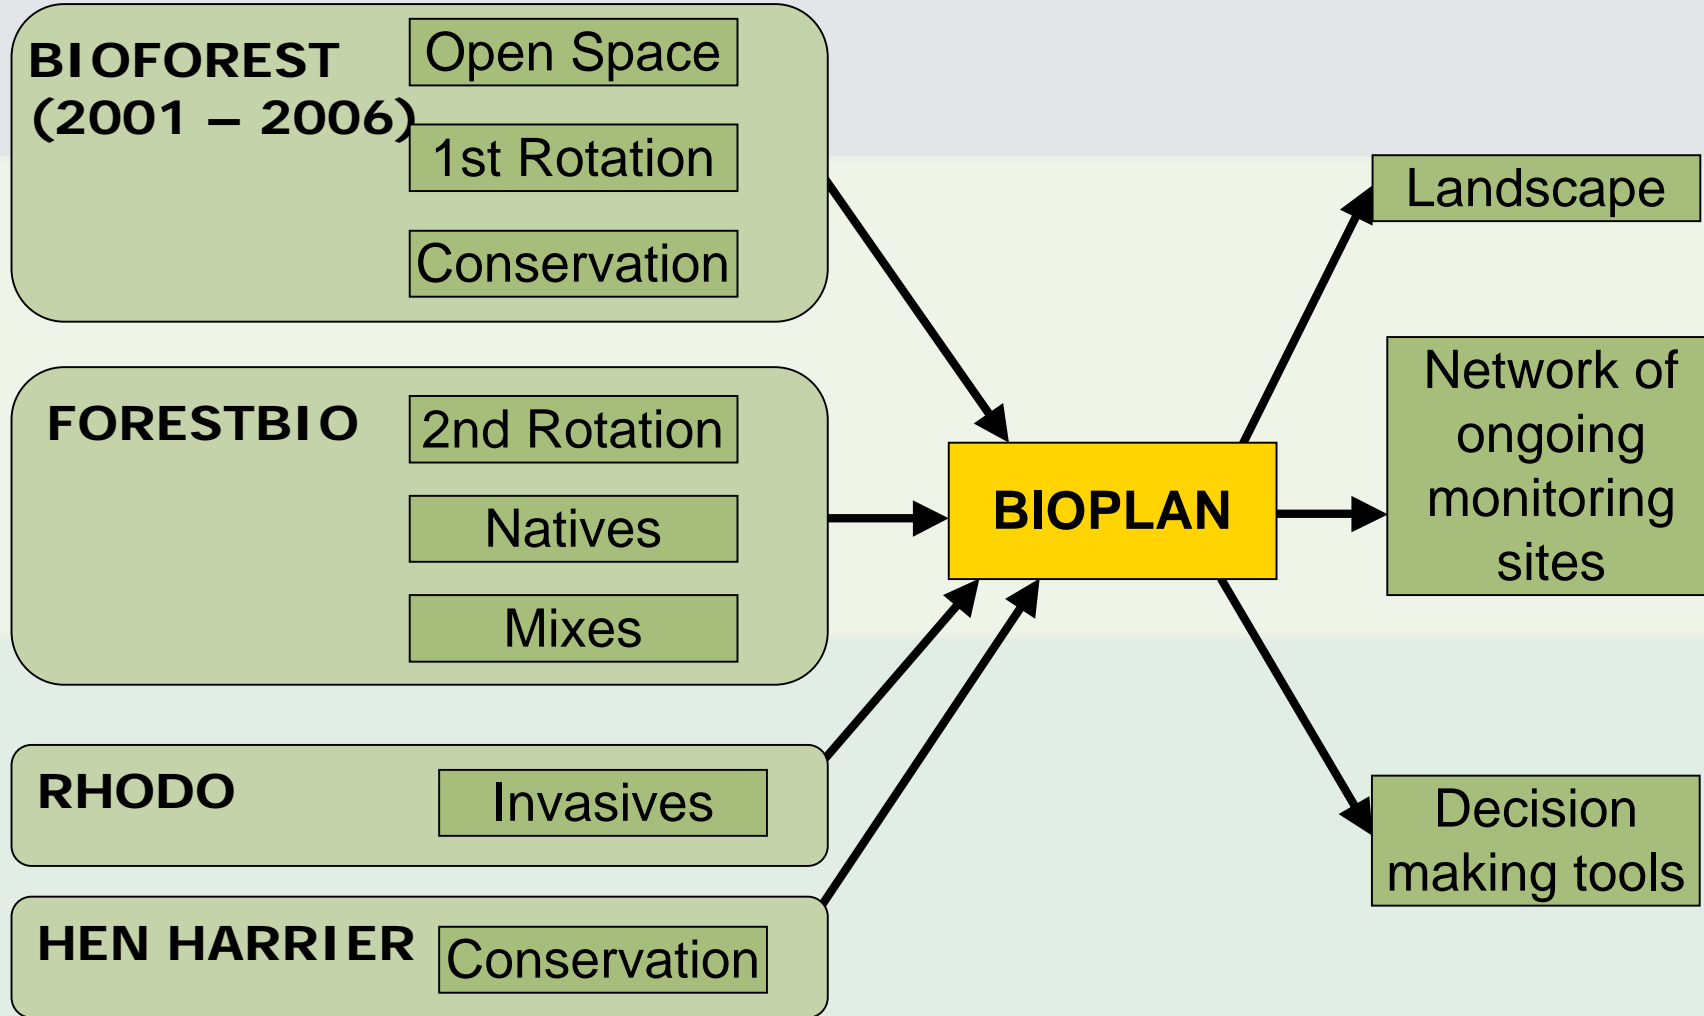 BIOFOREST
(2001 – 2006)
Open Space
1st Rotation
Conservation
FORESTBIO
2nd Rotation
Natives
Mixes
RHODO
Invasives
HEN HARRIER
Conservation
BIOPLAN
Landscape
Network of
ongoing
monitoring
sites
Decision
making tools